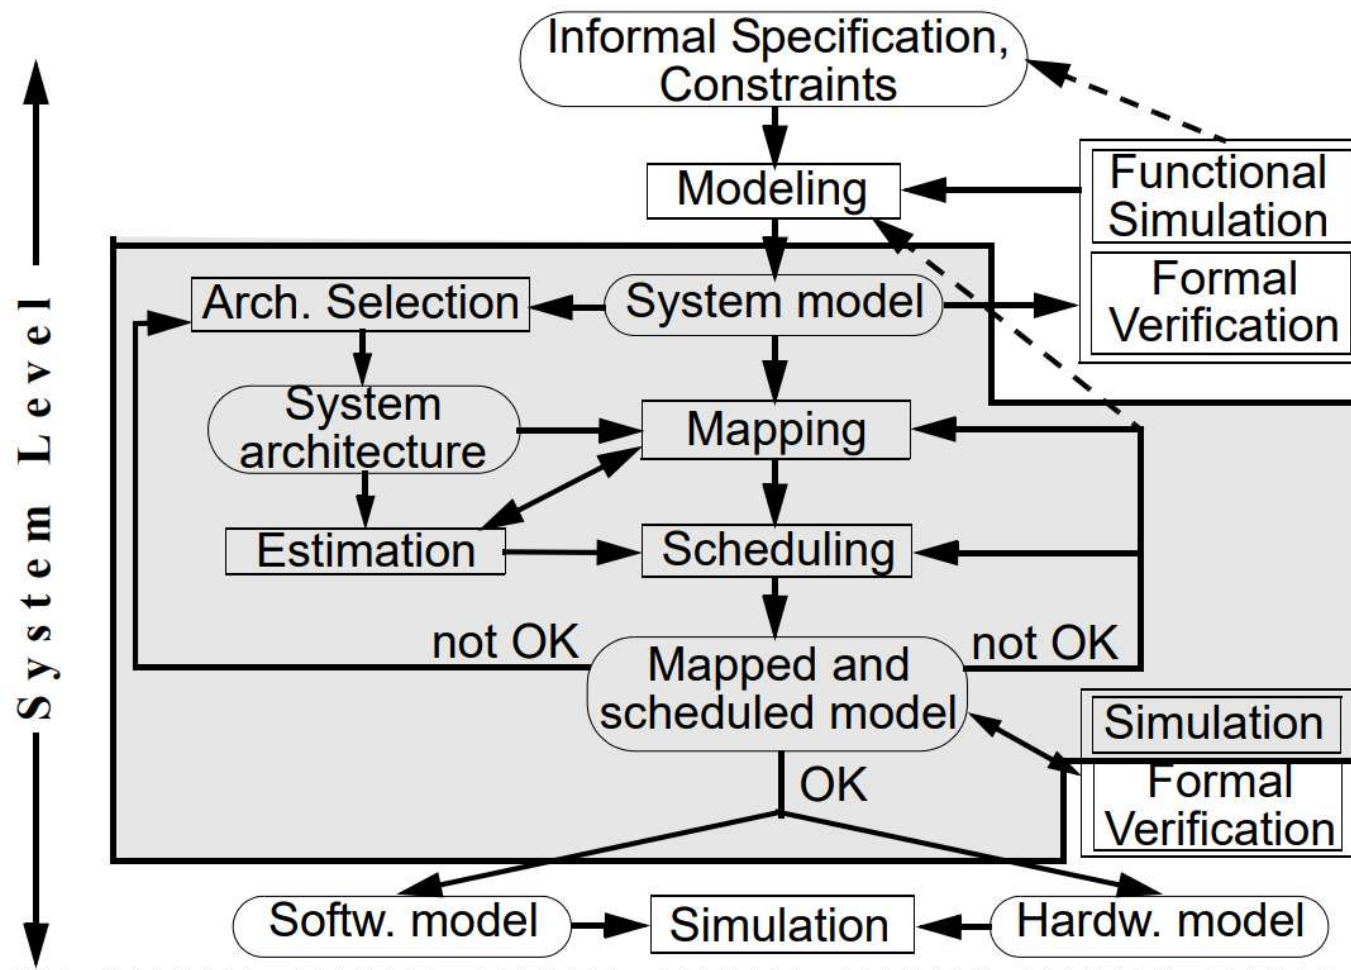 Informal Specification,
Constraints
Modeling
Functional
Simulation
Formal
Verification
Arch. Selection
System model
System
architecture
Mapping
Estimation
Scheduling
not OK
not OK
Mapped and
scheduled model
Simulation
Formal
Verification
OK
Softw. model
Simulation
Hardw. model
System Level